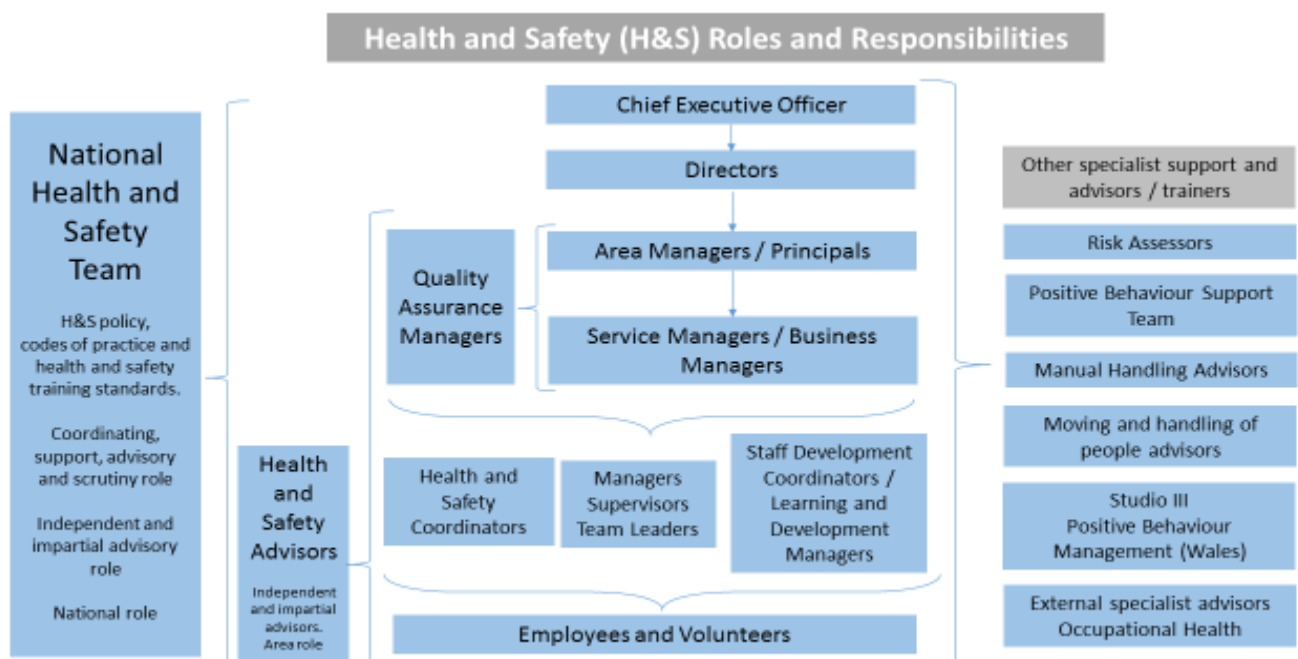 Health and Safety (H&S) Roles and Responsibilities
National
Health and
Safety
Team
H&S policy,
codes of practice and
health and safety
training standards.
Coordinating,
support, advisory
and scrutiny role
Independent and
impartial advisory
role
National role
Health
and
Safety
Advisors
Independent
and impartial
advisors.
Area role
Chief Executive Officer
Directors
Quality
Assurance
Managers
Area Managers / Principals
Service Managers / Business
Managers
Health and
Safety
Coordinators
Managers
Supervisors
Team Leaders
Staff Development
Coordinators /
Learning and
Development
Managers
Employees and Volunteers
Other specialist support and
advisors / trainers
Risk Assessors
Positive Behaviour Support
Team
Manual Handling Advisors
Moving and handling of
people advisors
Studio III
Positive Behaviour
Management (Wales)
External specialist advisors
Occupational Health